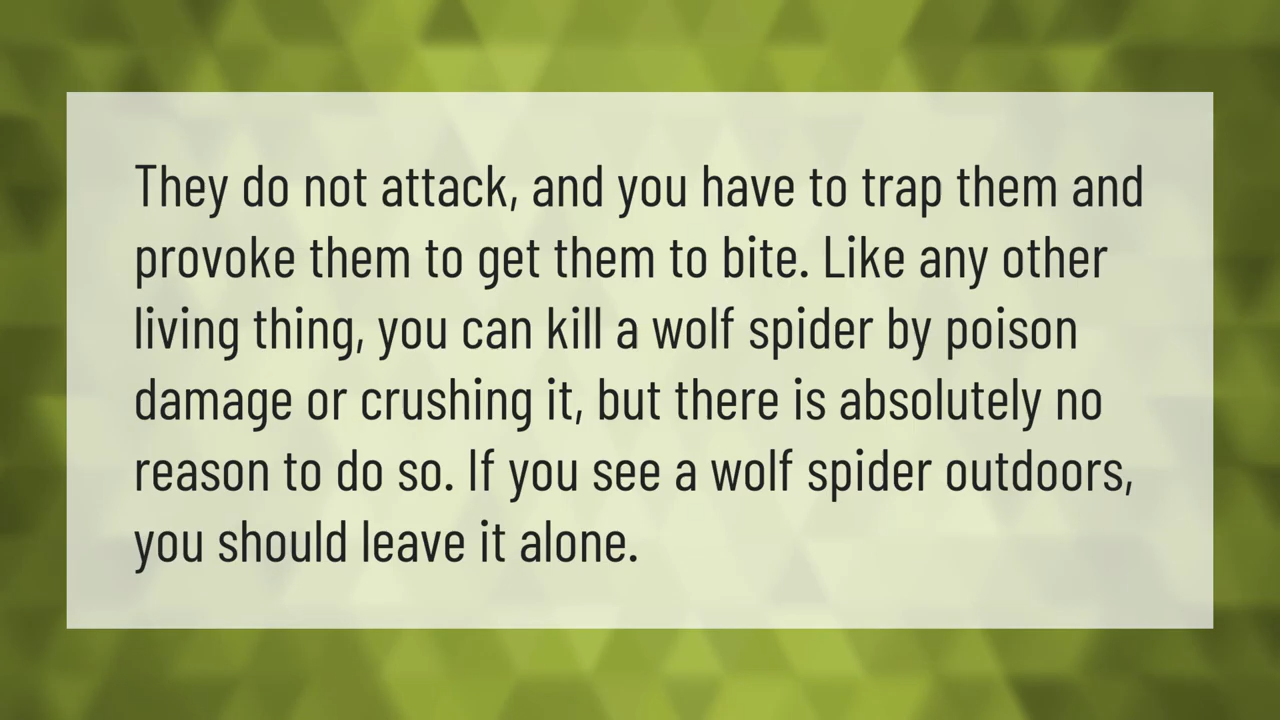 They do not attack, and you have to trap them and
provoke them to get them to bite. Like any other
living thing, you can kill a wolf spider by poison
damage or crushing it, but there is absolutely no
reason to do so. If you see a wolf spider outdoors,
you should leave it alone.